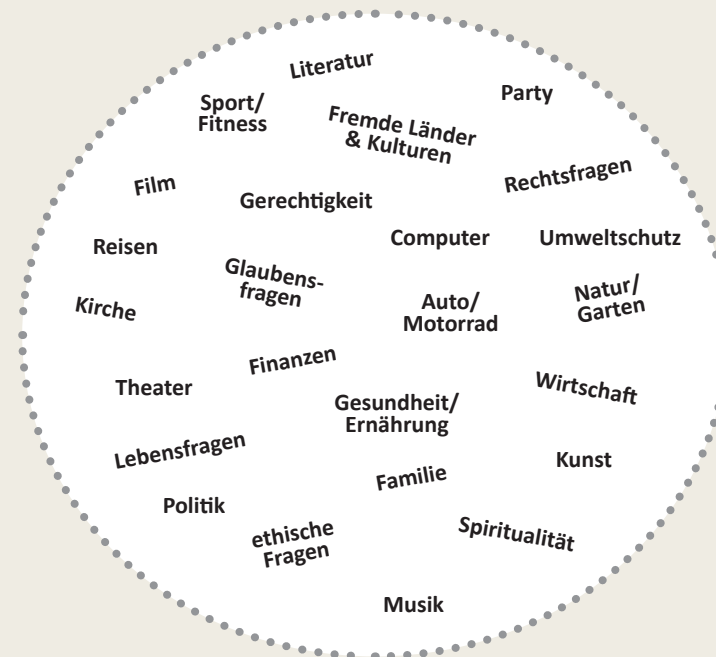 Literatur
Party
Sport/
Fitness
Fremde Länder
& Kulturen
Film
Rechtsfragen
Gerechtigkeit
Reisen
Computer
Umweltschutz
Glaubens-
fragen
Kirche
Auto/
Motorrad
Natur/
Garten
Finanzen
Theater
Gesundheit/
Ernährung
Wirtschaft
Lebensfragen
Familie
Kunst
Politik
ethische
Fragen
Spiritualität
Musik